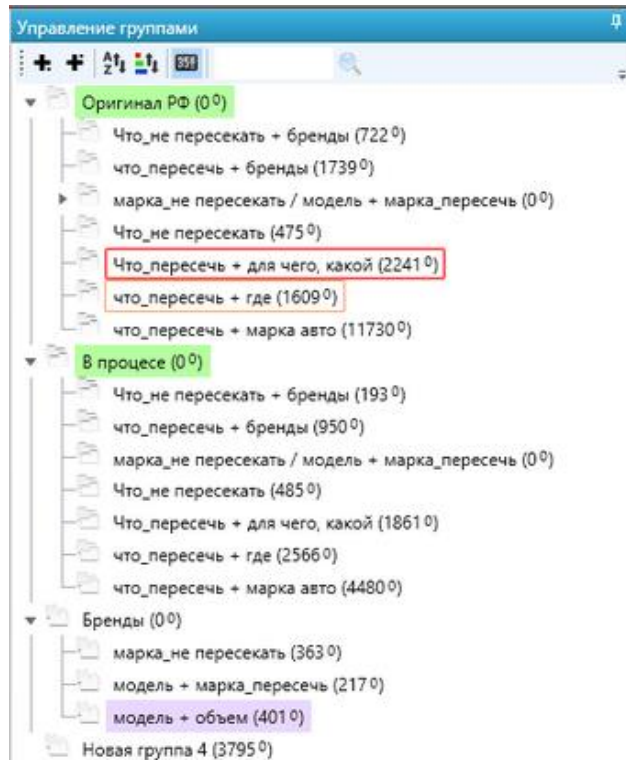 Управление группами
Оригинал РФ (0 0)
Что_не пересекать + бренды (722 0)
что_пересечь + бренды (1739 0)
марка_не пересекать / модель + марка_пересечь (0 0)
Что_не пересекать (475 0)
Что_пересечь + для чего, какой (2241 0)
что_пересечь + где (1609 0)
что_пересечь + марка авто (11730 0)
В процесе (0 0)
Что_не пересекать + бренды (193 0)
что_пересечь + бренды (950 0)
марка_не пересекать / модель + марка_пересечь (0 0)
Что_не пересекать (485 0)
Что_пересечь + для чего, какой (1861 0)
что_пересечь + где (2566 0)
что_пересечь + марка авто (4480 0)
Бренды (0 0)
марка_не пересекать (363 0)
модель + марка_пересечь (217 0)
модель + объем (401 0)
Новая группа 4 (3795 0)